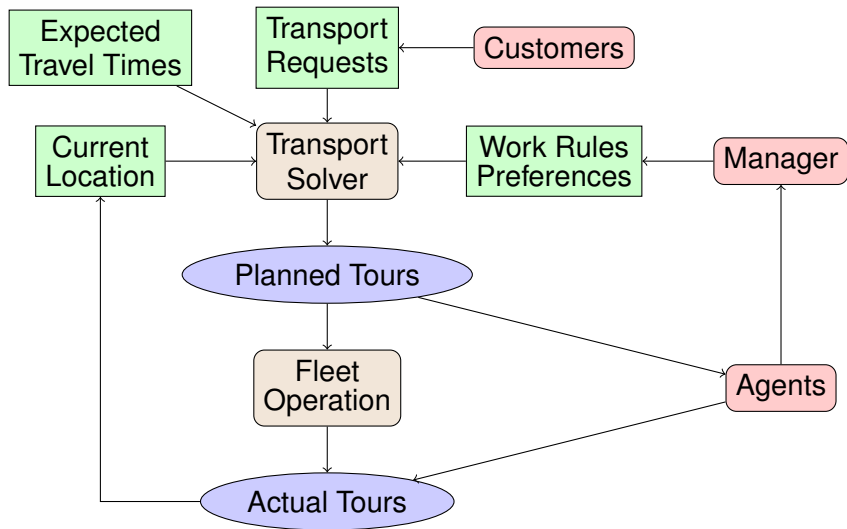 Expected
Travel Times
Transport
Requests
Customers
Current
Location
Transport
Solver
Work Rules
Preferences
Manager
Planned Tours
Fleet
Operation
Agents
Actual Tours